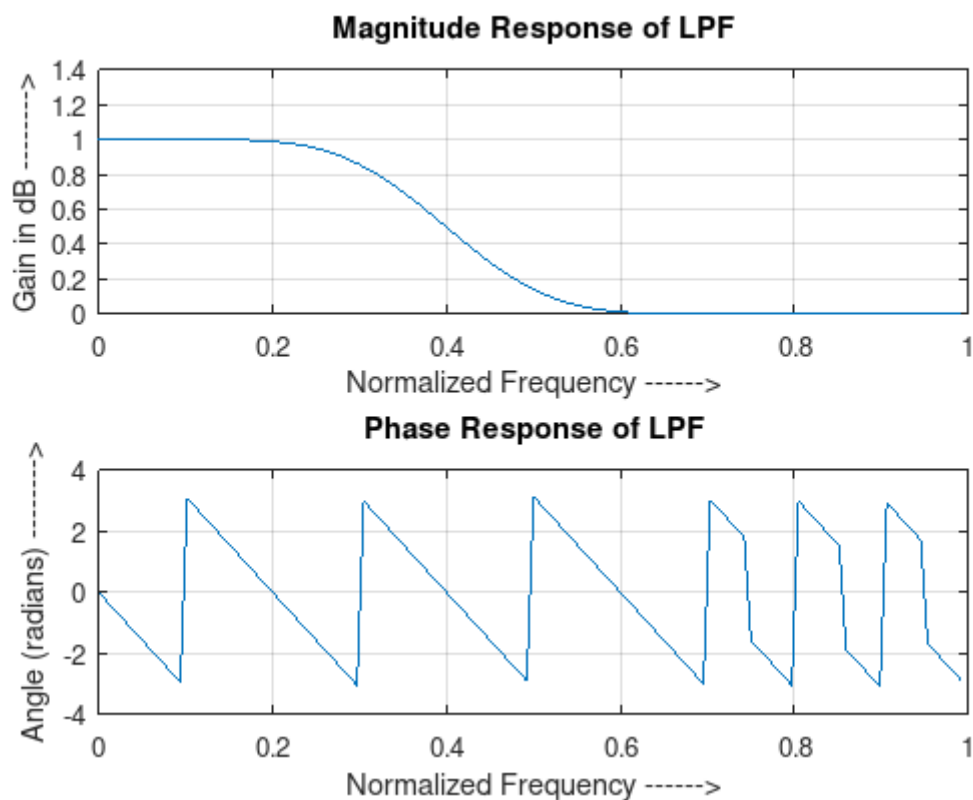 Magnitude Response of LPF
1.4
1.2
1
0.8
0.6
0.4
0.2
0
Gain in dB ------->
0 0.2 0.4 0.6 0.8 1
Normalized Frequency ------>
Phase Response of LPF
4
2
0
-2
-4
Angle (radians) ------->
0 0.2 0.4 0.6 0.8 1
Normalized Frequency ------>